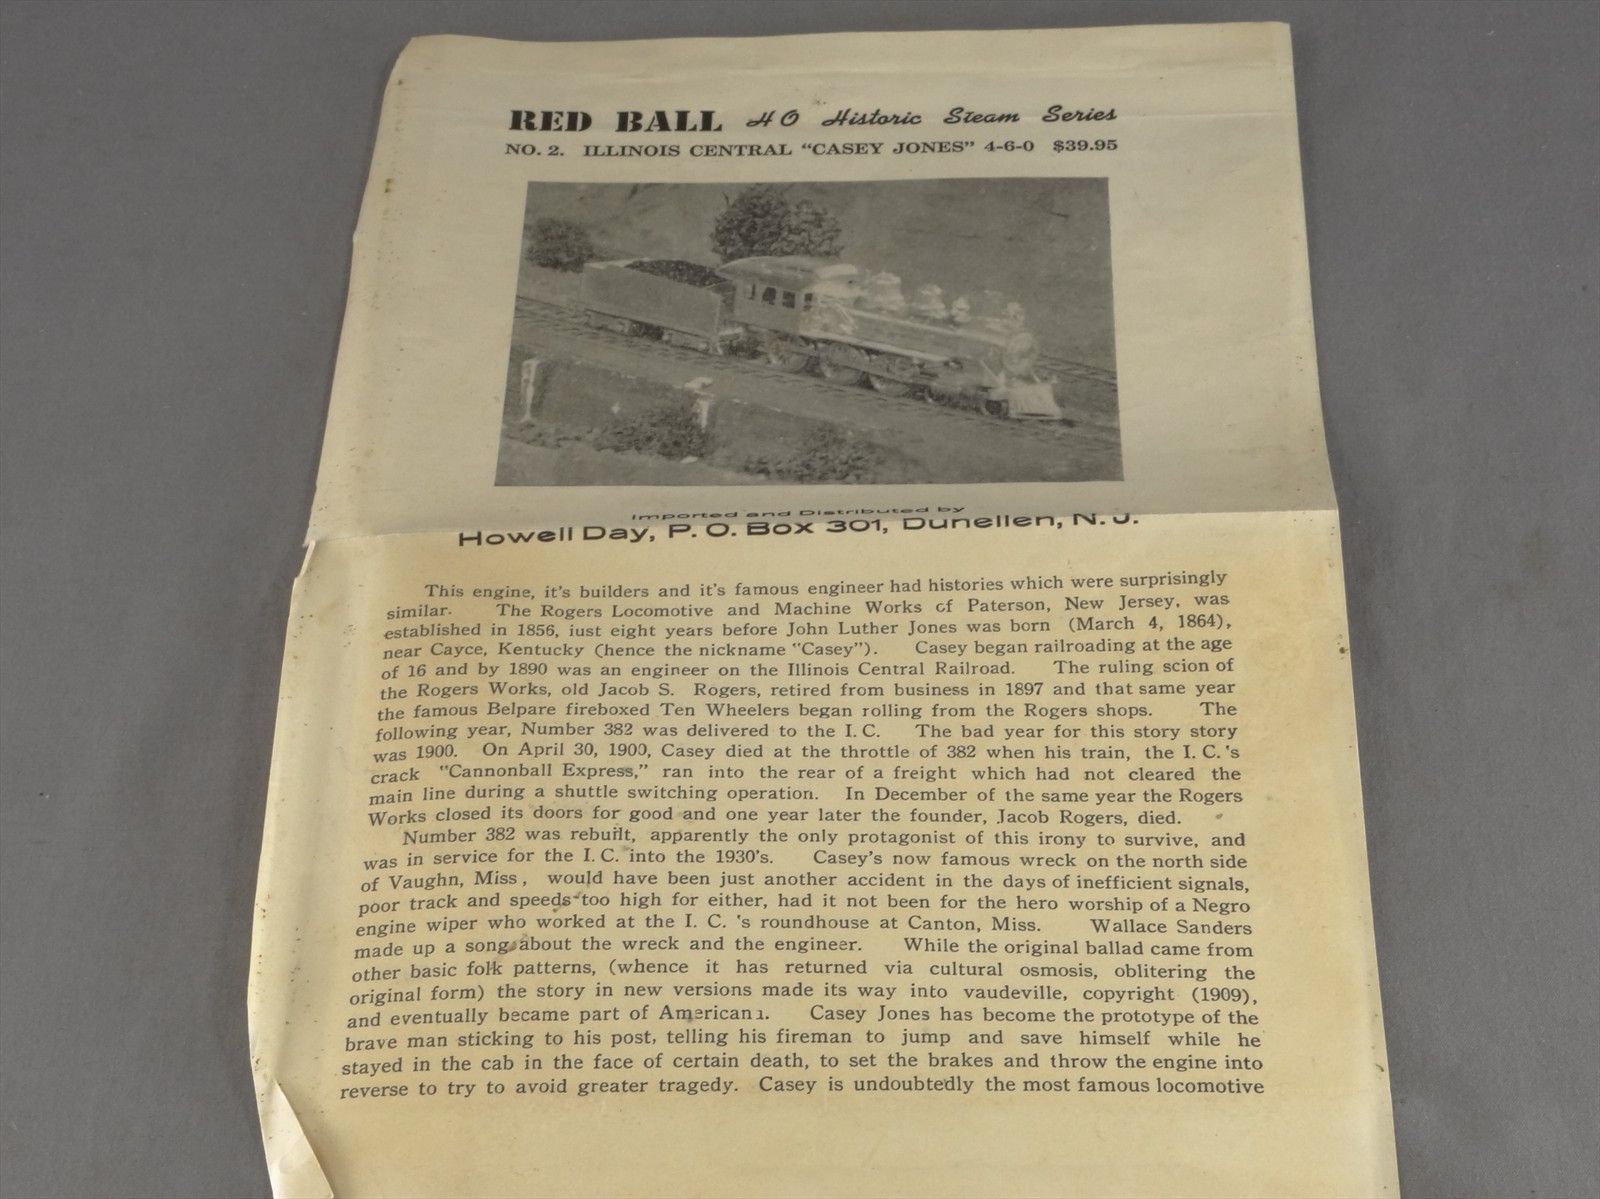 RED BALL HO Historic Steam Series
NO. 2. ILLINOIS CENTRAL "CASEY JONES" 4-6-0 $39.95
Imported and Distributed by
Howell Day, P. O. Box 301, Dunellen, N. J.
This engine, it's builders and it's famous engineer had histories which were surprisingly
similar. The Rogers Locomotive and Machine Works of Paterson, New Jersey, was
established in 1856, just eight years before John Luther Jones was born (March 4, 1864),
near Cayce, Kentucky (hence the nickname "Casey"). Casey began railroading at the age
of 16 and by 1890 was an engineer on the Illinois Central Railroad. The ruling scion of
the Rogers Works, old Jacob S. Rogers, retired from business in 1897 and that same year
the famous Belpare fireboxed Ten Wheelers began rolling from the Rogers shops. The
following year, Number 382 was delivered to the I. C. The bad year for this story story
was 1900. On April 30, 1900, Casey died at the throttle of 382 when his train, the I. C. 's
crack "Cannonball Express," ran into the rear of a freight which had not cleared the
main line during a shuttle switching operation. In December of the same year the Rogers
Works closed its doors for good and one year later the founder, Jacob Rogers, died.
Number 382 was rebuilt, apparently the only protagonist of this irony to survive, and
was in service for the I. C. into the 1930's. Casey's now famous wreck on the north side
of Vaughn, Miss, would have been just another accident in the days of inefficient signals,
poor track and speeds too high for either, had it not been for the hero worship of a Negro
engine wiper who worked at the I. C. 's roundhouse at Canton, Miss. Wallace Sanders
made up a song about the wreck and the engineer. While the original ballad came from
other basic folk patterns, (whence it has returned via cultural osmosis, oblitering the
original form) the story in new versions made its way into vaudeville, copyright (1909),
and eventually became part of Americana. Casey Jones has become the prototype of the
brave man sticking to his post, telling his fireman to jump and save himself while he
stayed in the cab in the face of certain death, to set the brakes and throw the engine into
reverse to try to avoid greater tragedy. Casey is undoubtedly the most famous locomotive